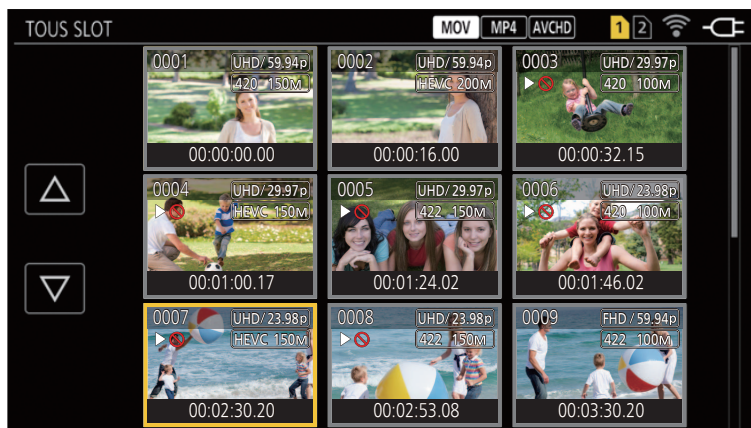 TOUS SLOT MOV MP4 AVCHD 1 2
0001 UHD/59.94p
420 150M
00:00:00.00
0002 UHD/59.94p
HEVC 200M
00:00:16.00
0003 UHD/29.97p
420 100M
00:00:32.15
0004 UHD/29.97p
HEVC 150M
00:01:00.17
0005 UHD/29.97p
422 150M
00:01:24.02
0006 UHD/23.98p
420 100M
00:01:46.02
0007 UHD/23.98p
HEVC 150M
00:02:30.20
0008 UHD/23.98p
422 150M
00:02:53.08
0009 FHD/59.94p
422 100M
00:03:30.20